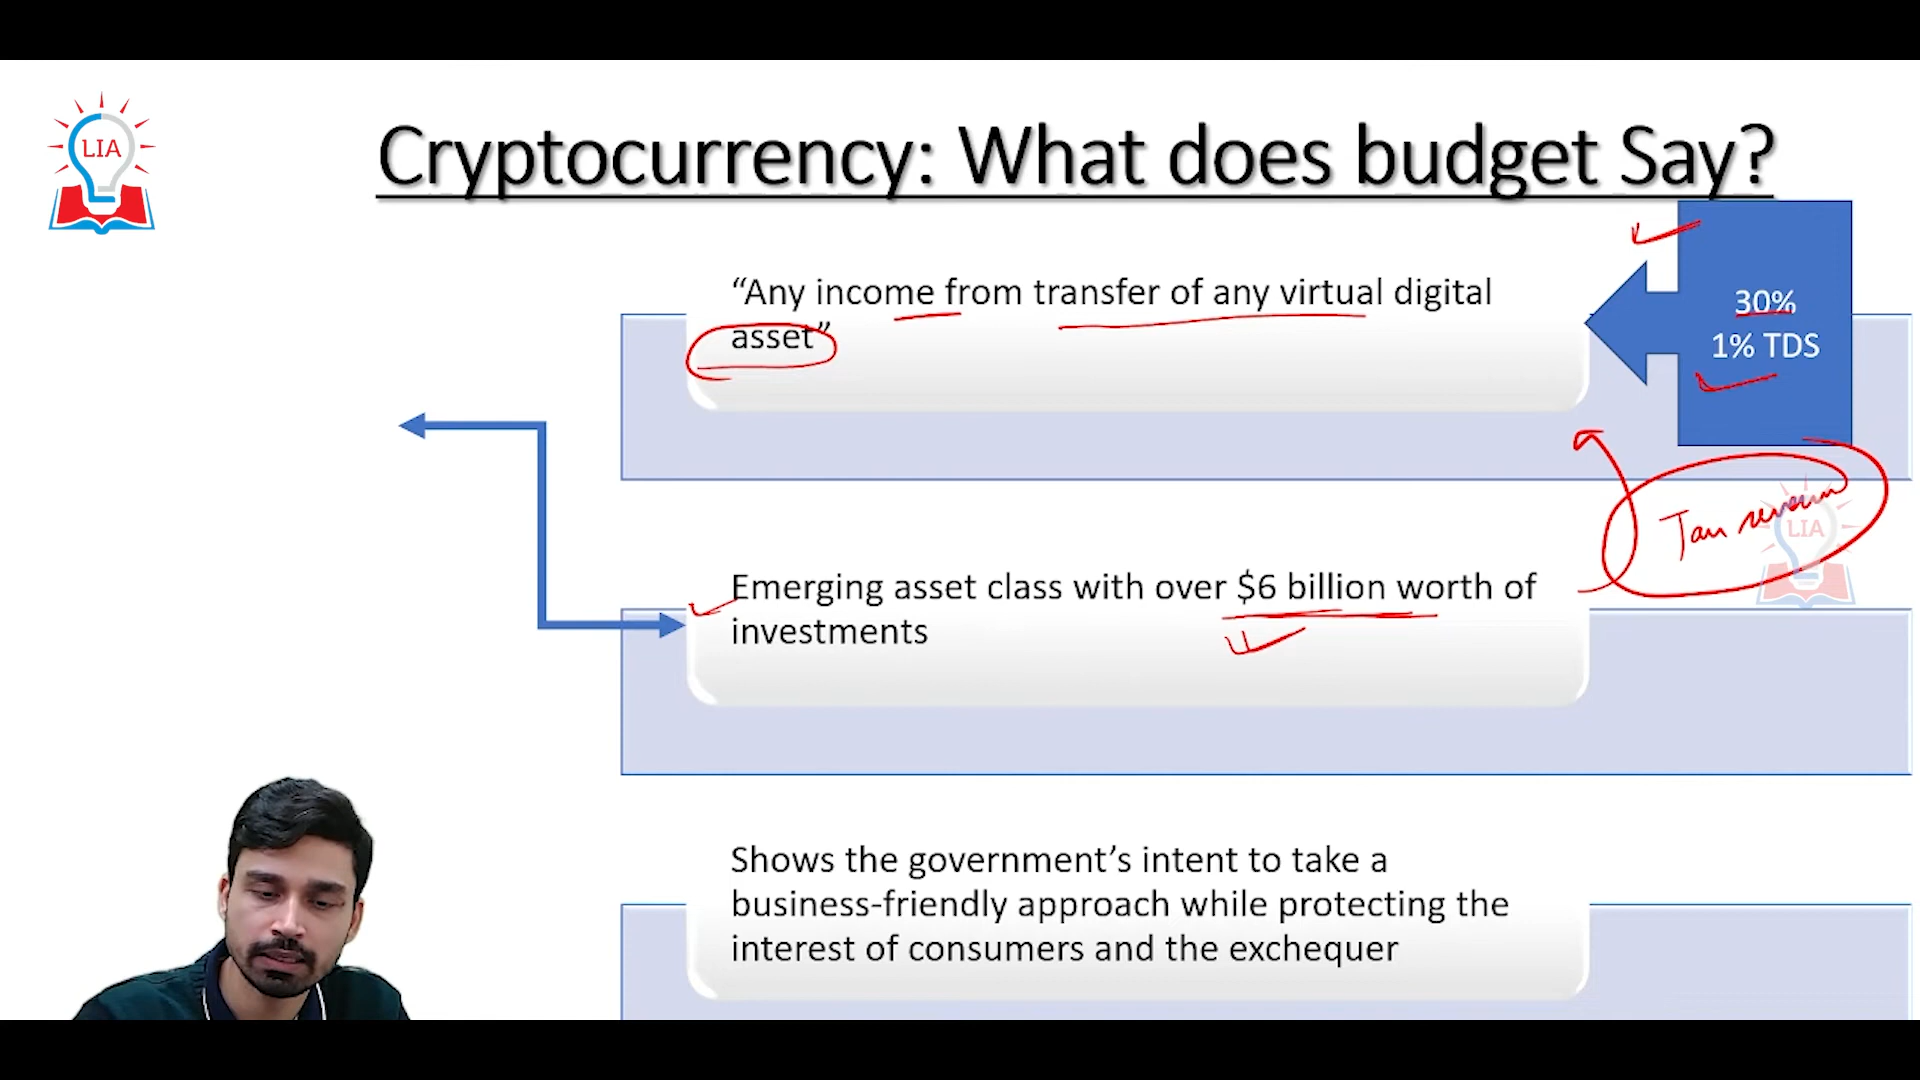 LIA
Cryptocurrency: What does budget Say?
“Any income from transfer of any virtual digital
asset”
30%
1% TDS
Tax revenue
LIA
Emerging asset class with over $6 billion worth of
investments
Shows the government’s intent to take a
business-friendly approach while protecting the
interest of consumers and the exchequer